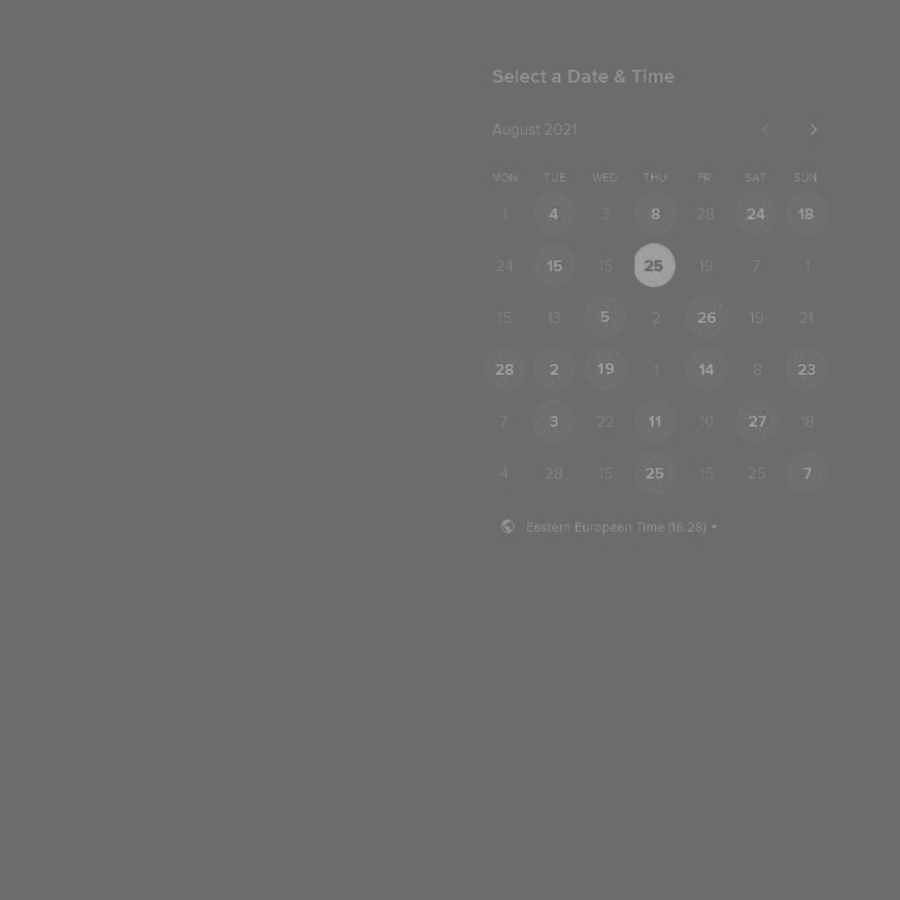 Select a Date & Time
August 2021
MON TUE WED THU FRI SAT SUN
1 4 3 8 28 24 18
24 15 15 25 19 7 1
15 13 5 2 26 19 21
28 2 19 1 14 8 23
7 3 22 11 10 27 18
4 28 15 25 15 25 7
Eastern European Time (16:28)